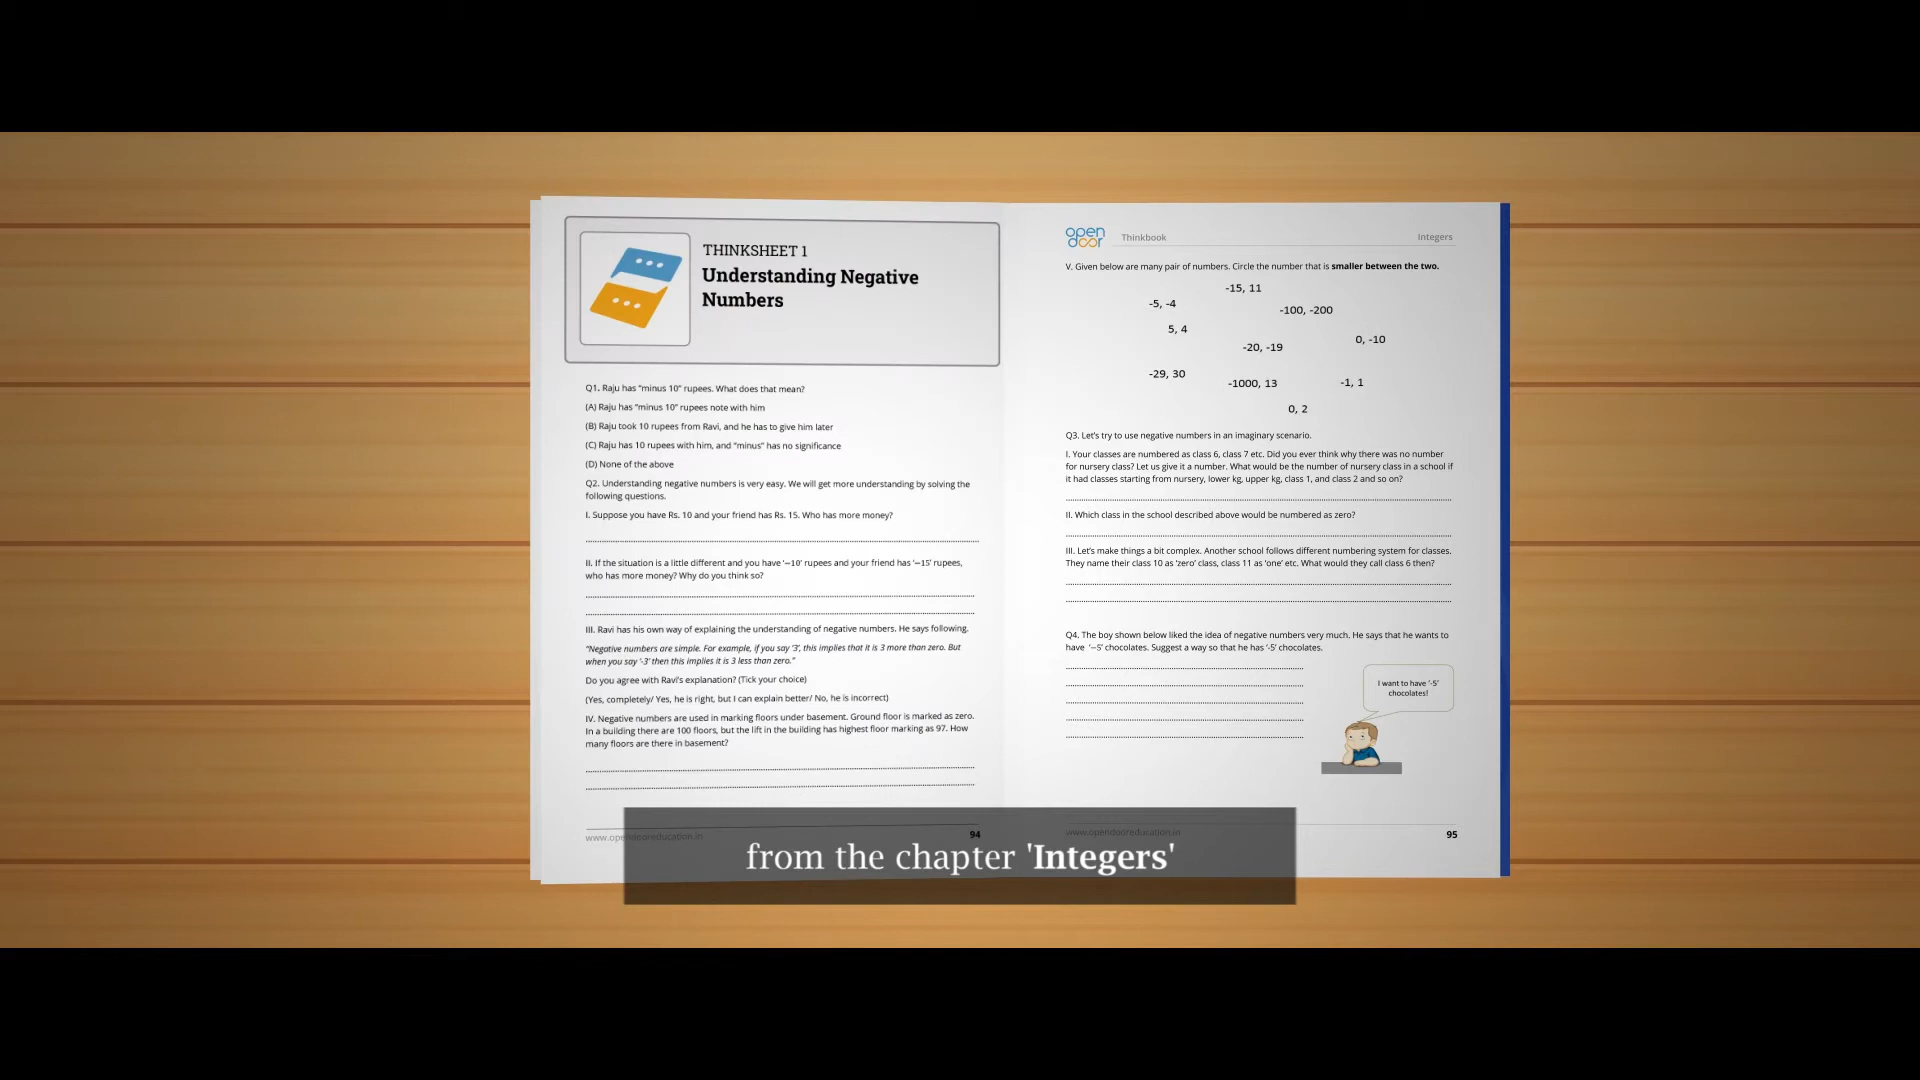 THINKSHEET 1
Understanding Negative
Numbers
Q1. Raju has “minus 10” rupees. What does that mean?
(A) Raju has “minus 10” rupees note with him
(B) Raju took 10 rupees from Ravi, and he has to give him later
(C) Raju has 10 rupees with him, and “minus” has no significance
(D) None of the above
Q2. Understanding negative numbers is very easy. We will get more understanding by solving the
following questions.
I. Suppose you have Rs. 10 and your friend has Rs. 15. Who has more money?
II. If the situation is a little different and you have ‘−10’ rupees and your friend has ‘−15’ rupees,
who has more money? Why do you think so?
III. Ravi has his own way of explaining the understanding of negative numbers. He says following.
“Negative numbers are simple. For example, if you say ‘3’, this implies that it is 3 more than zero. But
when you say ‘-3’ then this implies it is 3 less than zero.”
Do you agree with Ravi’s explanation? (Tick your choice)
(Yes, completely/ Yes, he is right, but I can explain better/ No, he is incorrect)
IV. Negative numbers are used in marking floors under basement. Ground floor is marked as zero.
In a building there are 100 floors, but the lift in the building has highest floor marking as 97. How
many floors are there in basement?
www.opendooreducation.in
94
open
door
Thinkbook
Integers
V. Given below are many pair of numbers. Circle the number that is smaller between the two.
-15, 11
-5, -4
-100, -200
5, 4
0, -10
-20, -19
-29, 30
-1000, 13
-1, 1
0, 2
Q3. Let’s try to use negative numbers in an imaginary scenario.
I. Your classes are numbered as class 6, class 7 etc. Did you ever think why there was no number
for nursery class? Let us give it a number. What would be the number of nursery class in a school if
it had classes starting from nursery, lower kg, upper kg, class 1, and class 2 and so on?
II. Which class in the school described above would be numbered as zero?
III. Let’s make things a bit complex. Another school follows different numbering system for classes.
They name their class 10 as ‘zero’ class, class 11 as ‘one’ etc. What would they call class 6 then?
Q4. The boy shown below liked the idea of negative numbers very much. He says that he wants to
have ‘−5’ chocolates. Suggest a way so that he has ‘-5’ chocolates.
I want to have ‘-5’
chocolates!
www.opendooreducation.in
95
from the chapter 'Integers'